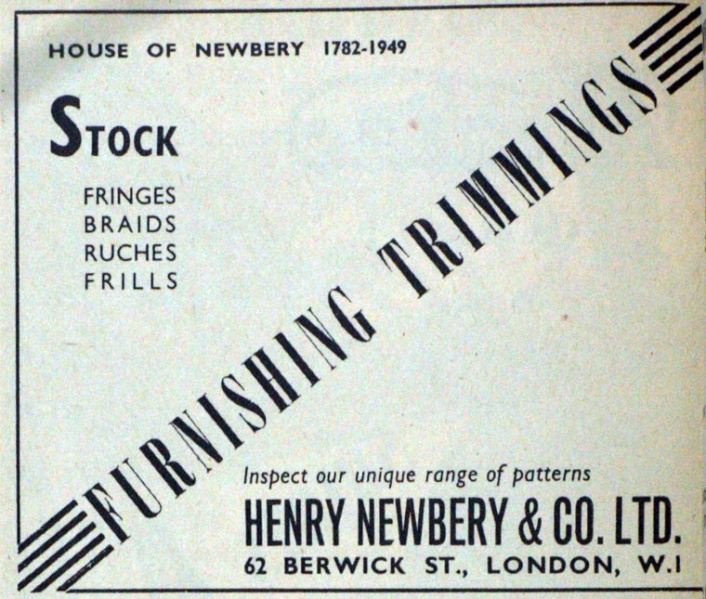 HOUSE OF NEWBERY 1782-1949
STOCK
FRINGES
BRAIDS
RUCHES
FRILLS
FURNISHING TRIMMINGS
Inspect our unique range of patterns
HENRY NEWBERY & CO. LTD.
62 BERWICK ST., LONDON, W.I